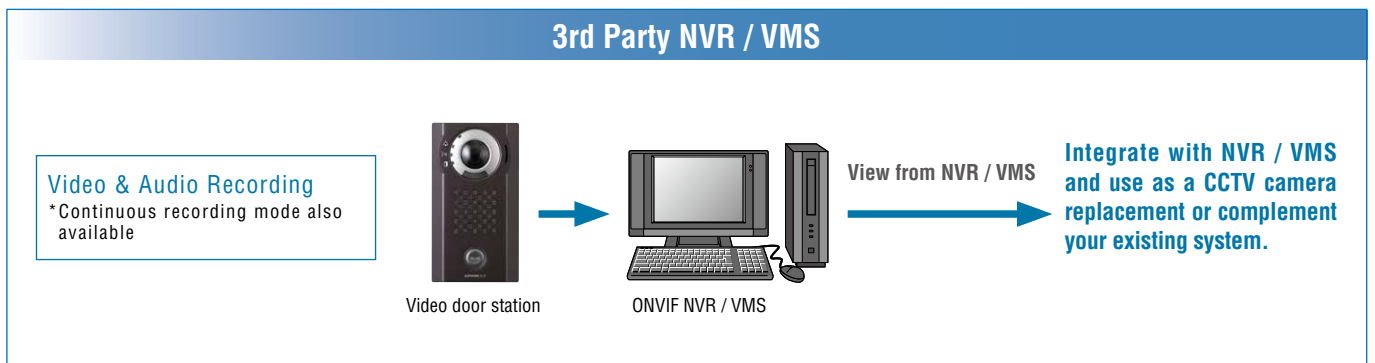 3rd Party NVR / VMS
Video & Audio Recording
*Continuous recording mode also
available
Video door station
ONVIF NVR / VMS
View from NVR / VMS
Integrate with NVR / VMS
and use as a CCTV camera
replacement or complement
your existing system.